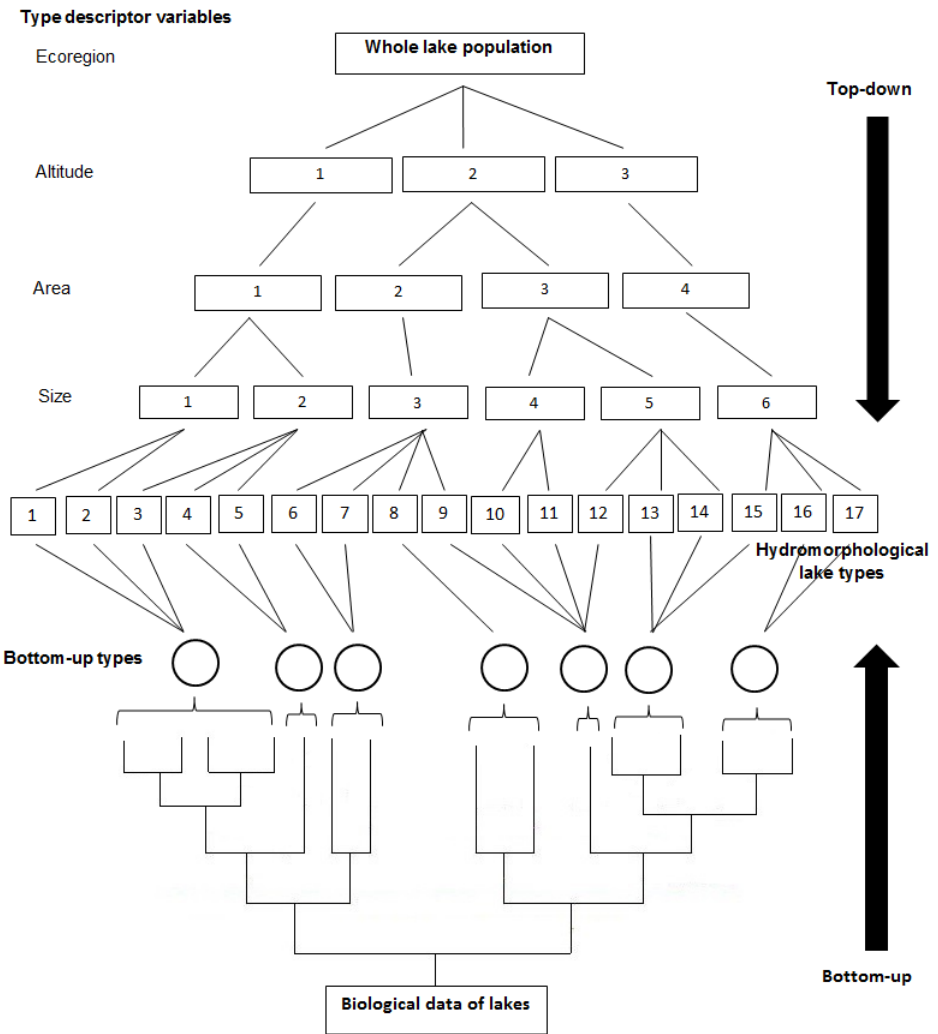 Type descriptor variables
Ecoregion
Whole lake population
Top-down
Altitude
1 2 3
Area
1 2 3 4
Size
1 2 3 4 5 6
1 2 3 4 5 6 7 8 9 10 11 12 13 14 15 16 17
Hydromorphological
lake types
Bottom-up types
Bottom-up
Biological data of lakes